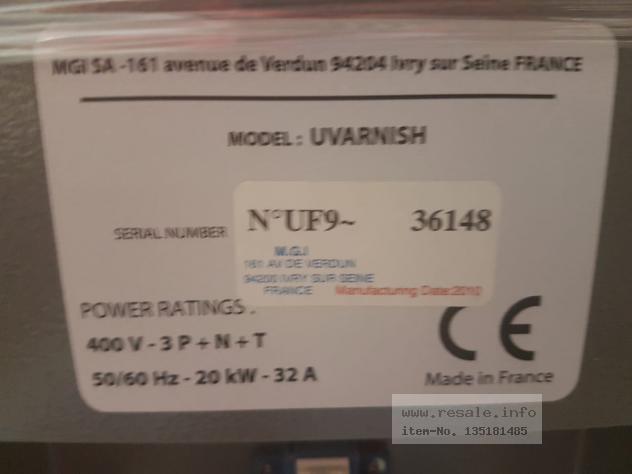 MGI SA -161 avenue de Verdun 94204 Ivry sur Seine FRANCE
MODEL : UVARNISH
SERIAL NUMBER N°UF9~ 36148
M.G.I
161 AV DE VERDUN
94200 IVRY SUR SEINE
FRANCE Manufacturing Date:2010
POWER RATINGS :
400 V - 3 P + N + T
50/60 Hz - 20 kW - 32 A
CE
Made in France
www.resale.info
item-No. 135181485